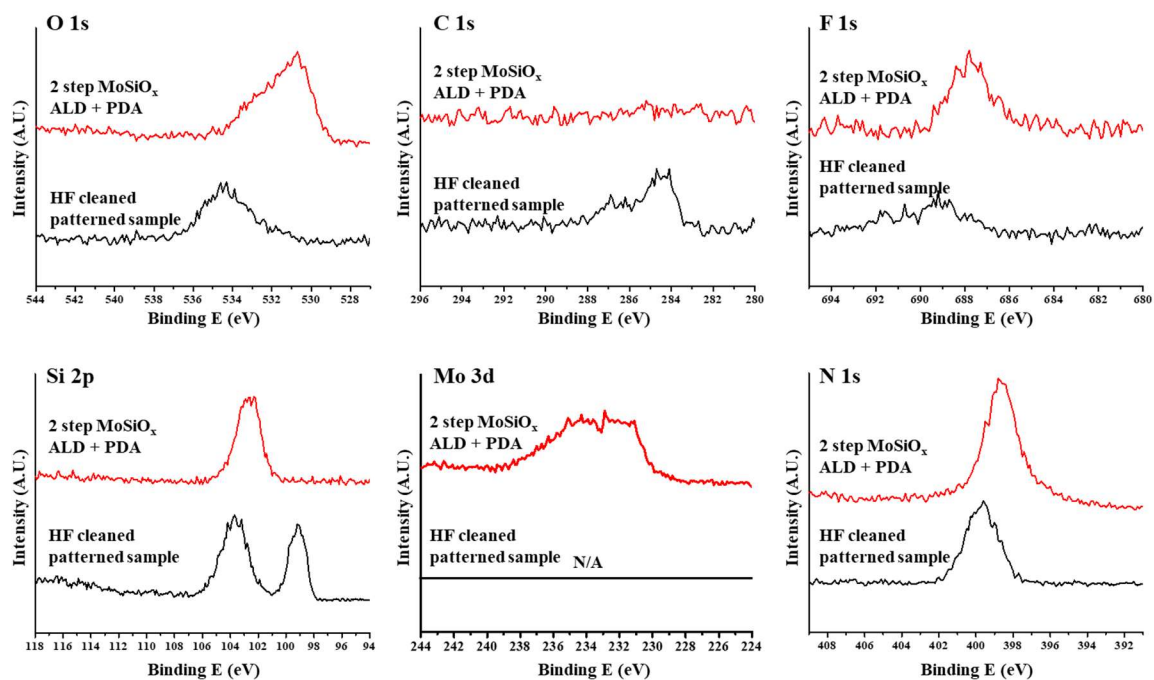 O 1s
2 step MoSiOₓ
ALD + PDA
HF cleaned
patterned sample
Intensity (A.U.)
544 542 540 538 536 534 532 530 528
Binding E (eV)
C 1s
2 step MoSiOₓ
ALD + PDA
HF cleaned
patterned sample
Intensity (A.U.)
296 294 292 290 288 286 284 282 280
Binding E (eV)
F 1s
2 step MoSiOₓ
ALD + PDA
HF cleaned
patterned sample
Intensity (A.U.)
694 692 690 688 686 684 682 680
Binding E (eV)
Si 2p
2 step MoSiOₓ
ALD + PDA
HF cleaned
patterned sample
Intensity (A.U.)
118 116 114 112 110 108 106 104 102 100 98 96 94
Binding E (eV)
Mo 3d
2 step MoSiOₓ
ALD + PDA
HF cleaned
patterned sample
N/A
Intensity (A.U.)
244 242 240 238 236 234 232 230 228 226 224
Binding E (eV)
N 1s
2 step MoSiOₓ
ALD + PDA
HF cleaned
patterned sample
Intensity (A.U.)
408 406 404 402 400 398 396 394 392
Binding E (eV)